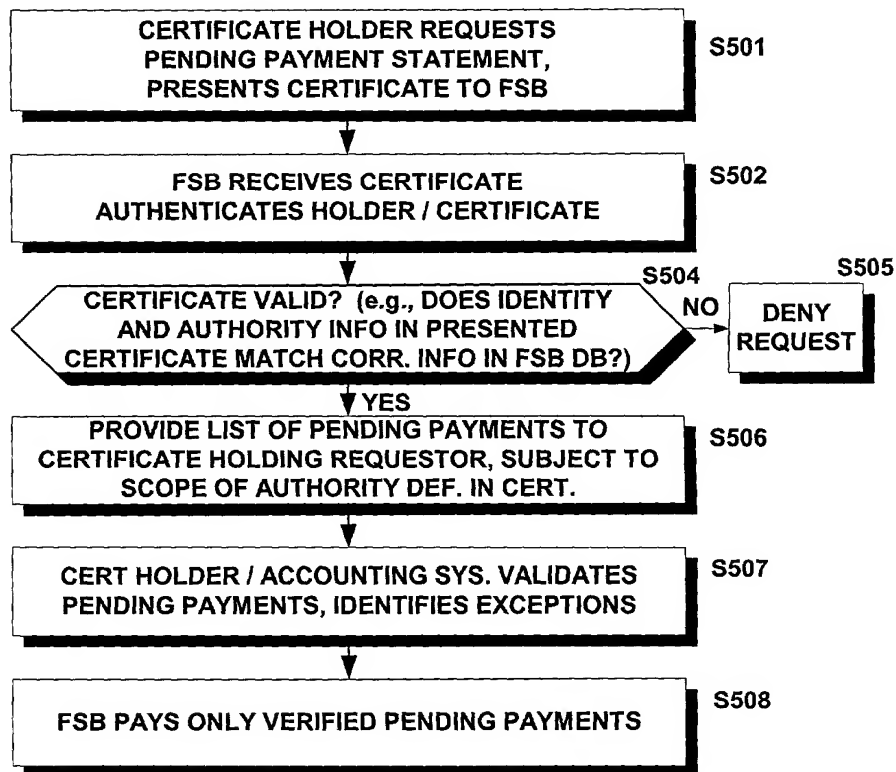 CERTIFICATE HOLDER REQUESTS
PENDING PAYMENT STATEMENT,
PRESENTS CERTIFICATE TO FSB
S501
FSB RECEIVES CERTIFICATE
AUTHENTICATES HOLDER / CERTIFICATE
S502
CERTIFICATE VALID? (e.g., DOES IDENTITY
AND AUTHORITY INFO IN PRESENTED
CERTIFICATE MATCH CORR. INFO IN FSB DB?)
S504
NO
S505
DENY
REQUEST
YES
PROVIDE LIST OF PENDING PAYMENTS TO
CERTIFICATE HOLDING REQUESTOR, SUBJECT TO
SCOPE OF AUTHORITY DEF. IN CERT.
S506
CERT HOLDER / ACCOUNTING SYS. VALIDATES
PENDING PAYMENTS, IDENTIFIES EXCEPTIONS
S507
FSB PAYS ONLY VERIFIED PENDING PAYMENTS
S508